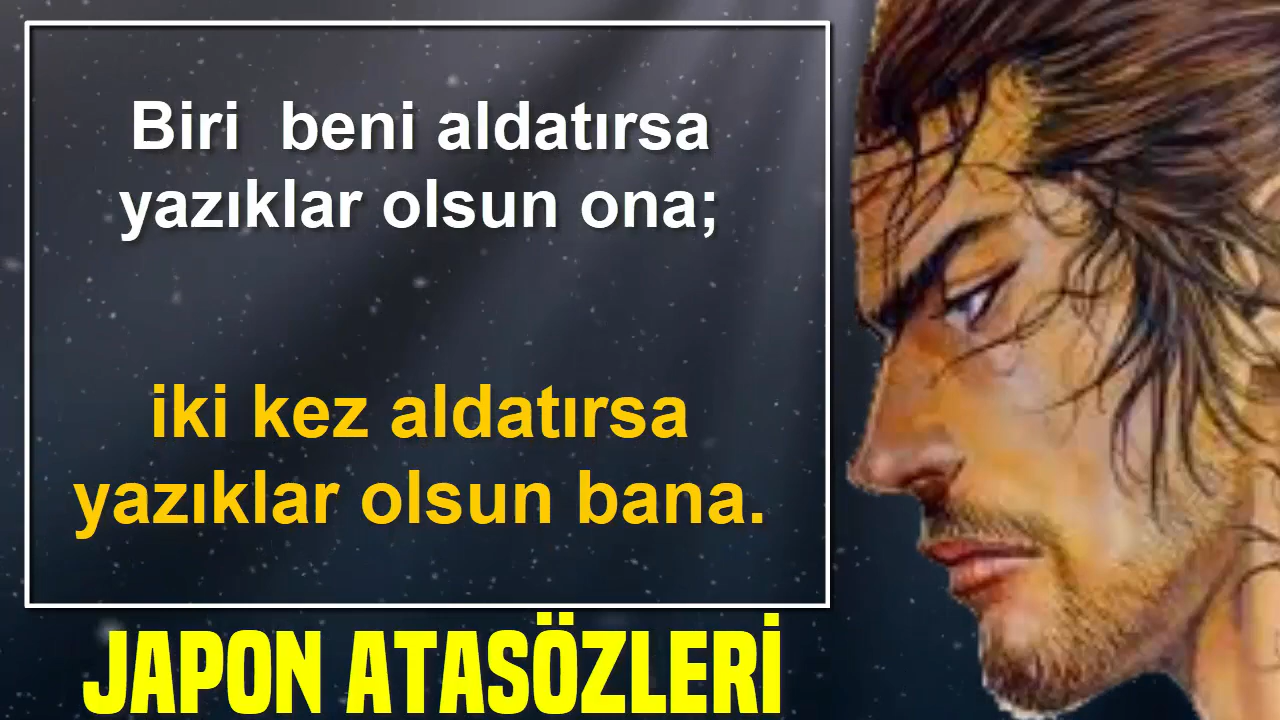 Biri  beni aldatırsa
yazıklar olsun ona;
iki kez aldatırsa
yazıklar olsun bana.
JAPON ATASÖZLERİ